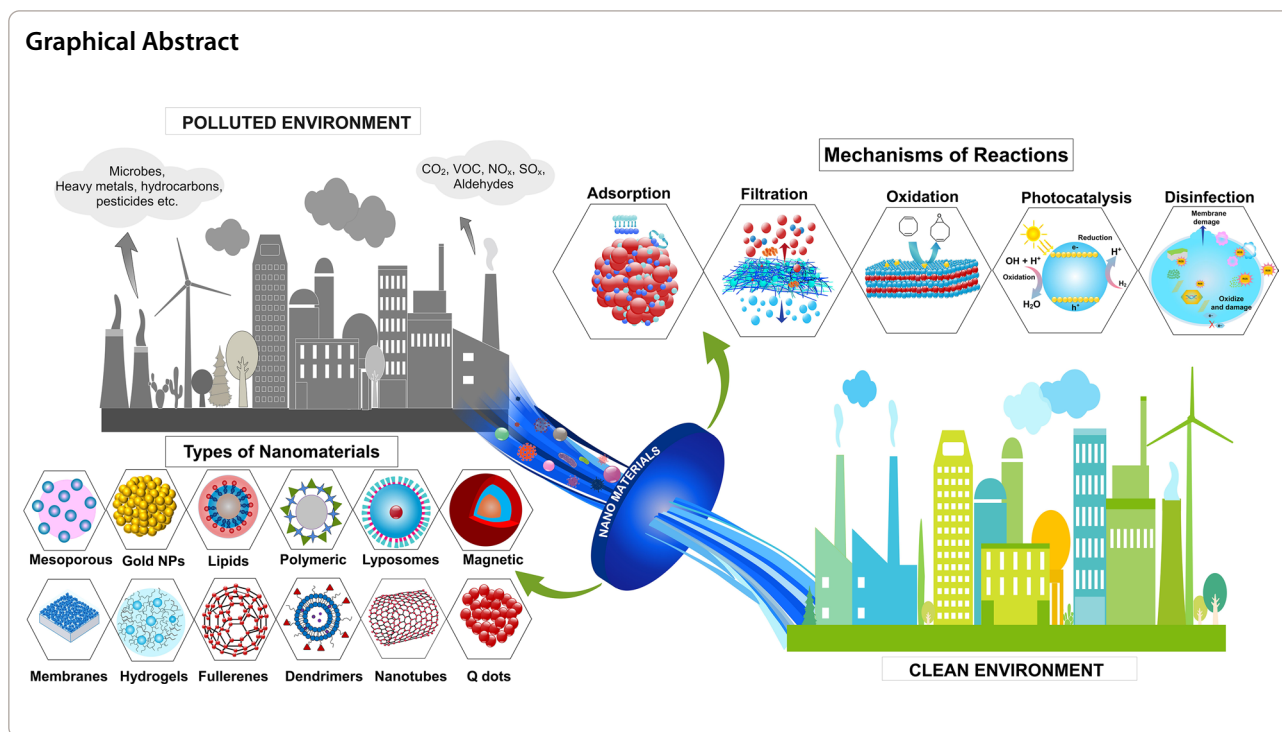 Graphical Abstract
POLLUTED ENVIRONMENT
Microbes,
Heavy metals, hydrocarbons,
pesticides etc.
CO₂, VOC, NOₓ, SOₓ,
Aldehydes
Mechanisms of Reactions
Adsorption
Filtration
Oxidation
Photocatalysis
Reduction
e-
OH + H⁺
H⁺
Oxidation
H₂
H₂O
h⁺
Disinfection
Membrane
damage
Oxidize
and damage
Types of Nanomaterials
Mesoporous
Gold NPs
Lipids
Polymeric
Lyposomes
Magnetic
Membranes
Hydrogels
Fullerenes
Dendrimers
Nanotubes
Q dots
NANO MATERIALS
CLEAN ENVIRONMENT